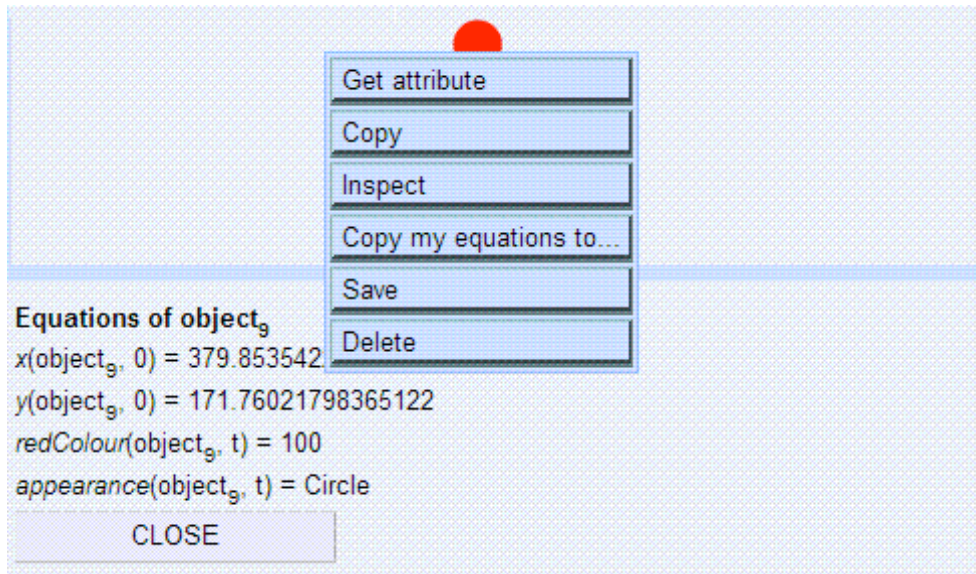 Get attribute
Copy
Inspect
Copy my equations to...
Save
Delete
Equations of object₉
x(object₉, 0) = 379.853542
y(object₉, 0) = 171.76021798365122
redColour(object₉, t) = 100
appearance(object₉, t) = Circle
CLOSE